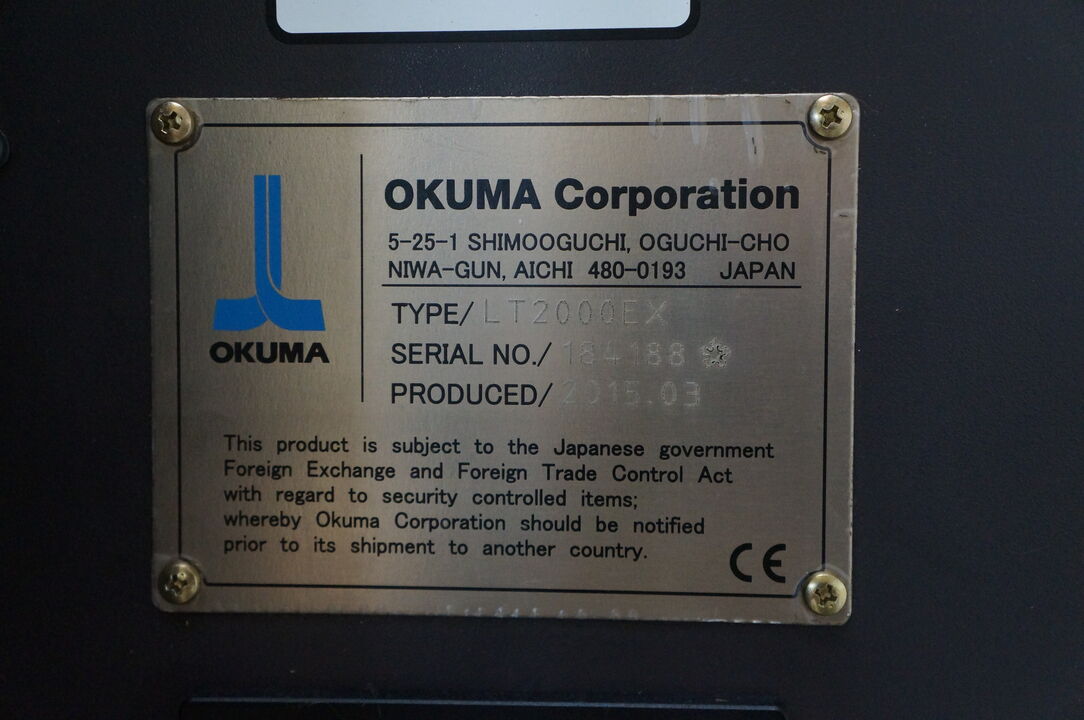 OKUMA
OKUMA Corporation
5-25-1 SHIMOOGUCHI, OGUCHI-CHO
NIWA-GUN, AICHI 480-0193 JAPAN
TYPE/ LT2000EX
SERIAL NO./ 184188
PRODUCED/ 2015.03
This product is subject to the Japanese government
Foreign Exchange and Foreign Trade Control Act
with regard to security controlled items;
whereby Okuma Corporation should be notified
prior to its shipment to another country.
CE